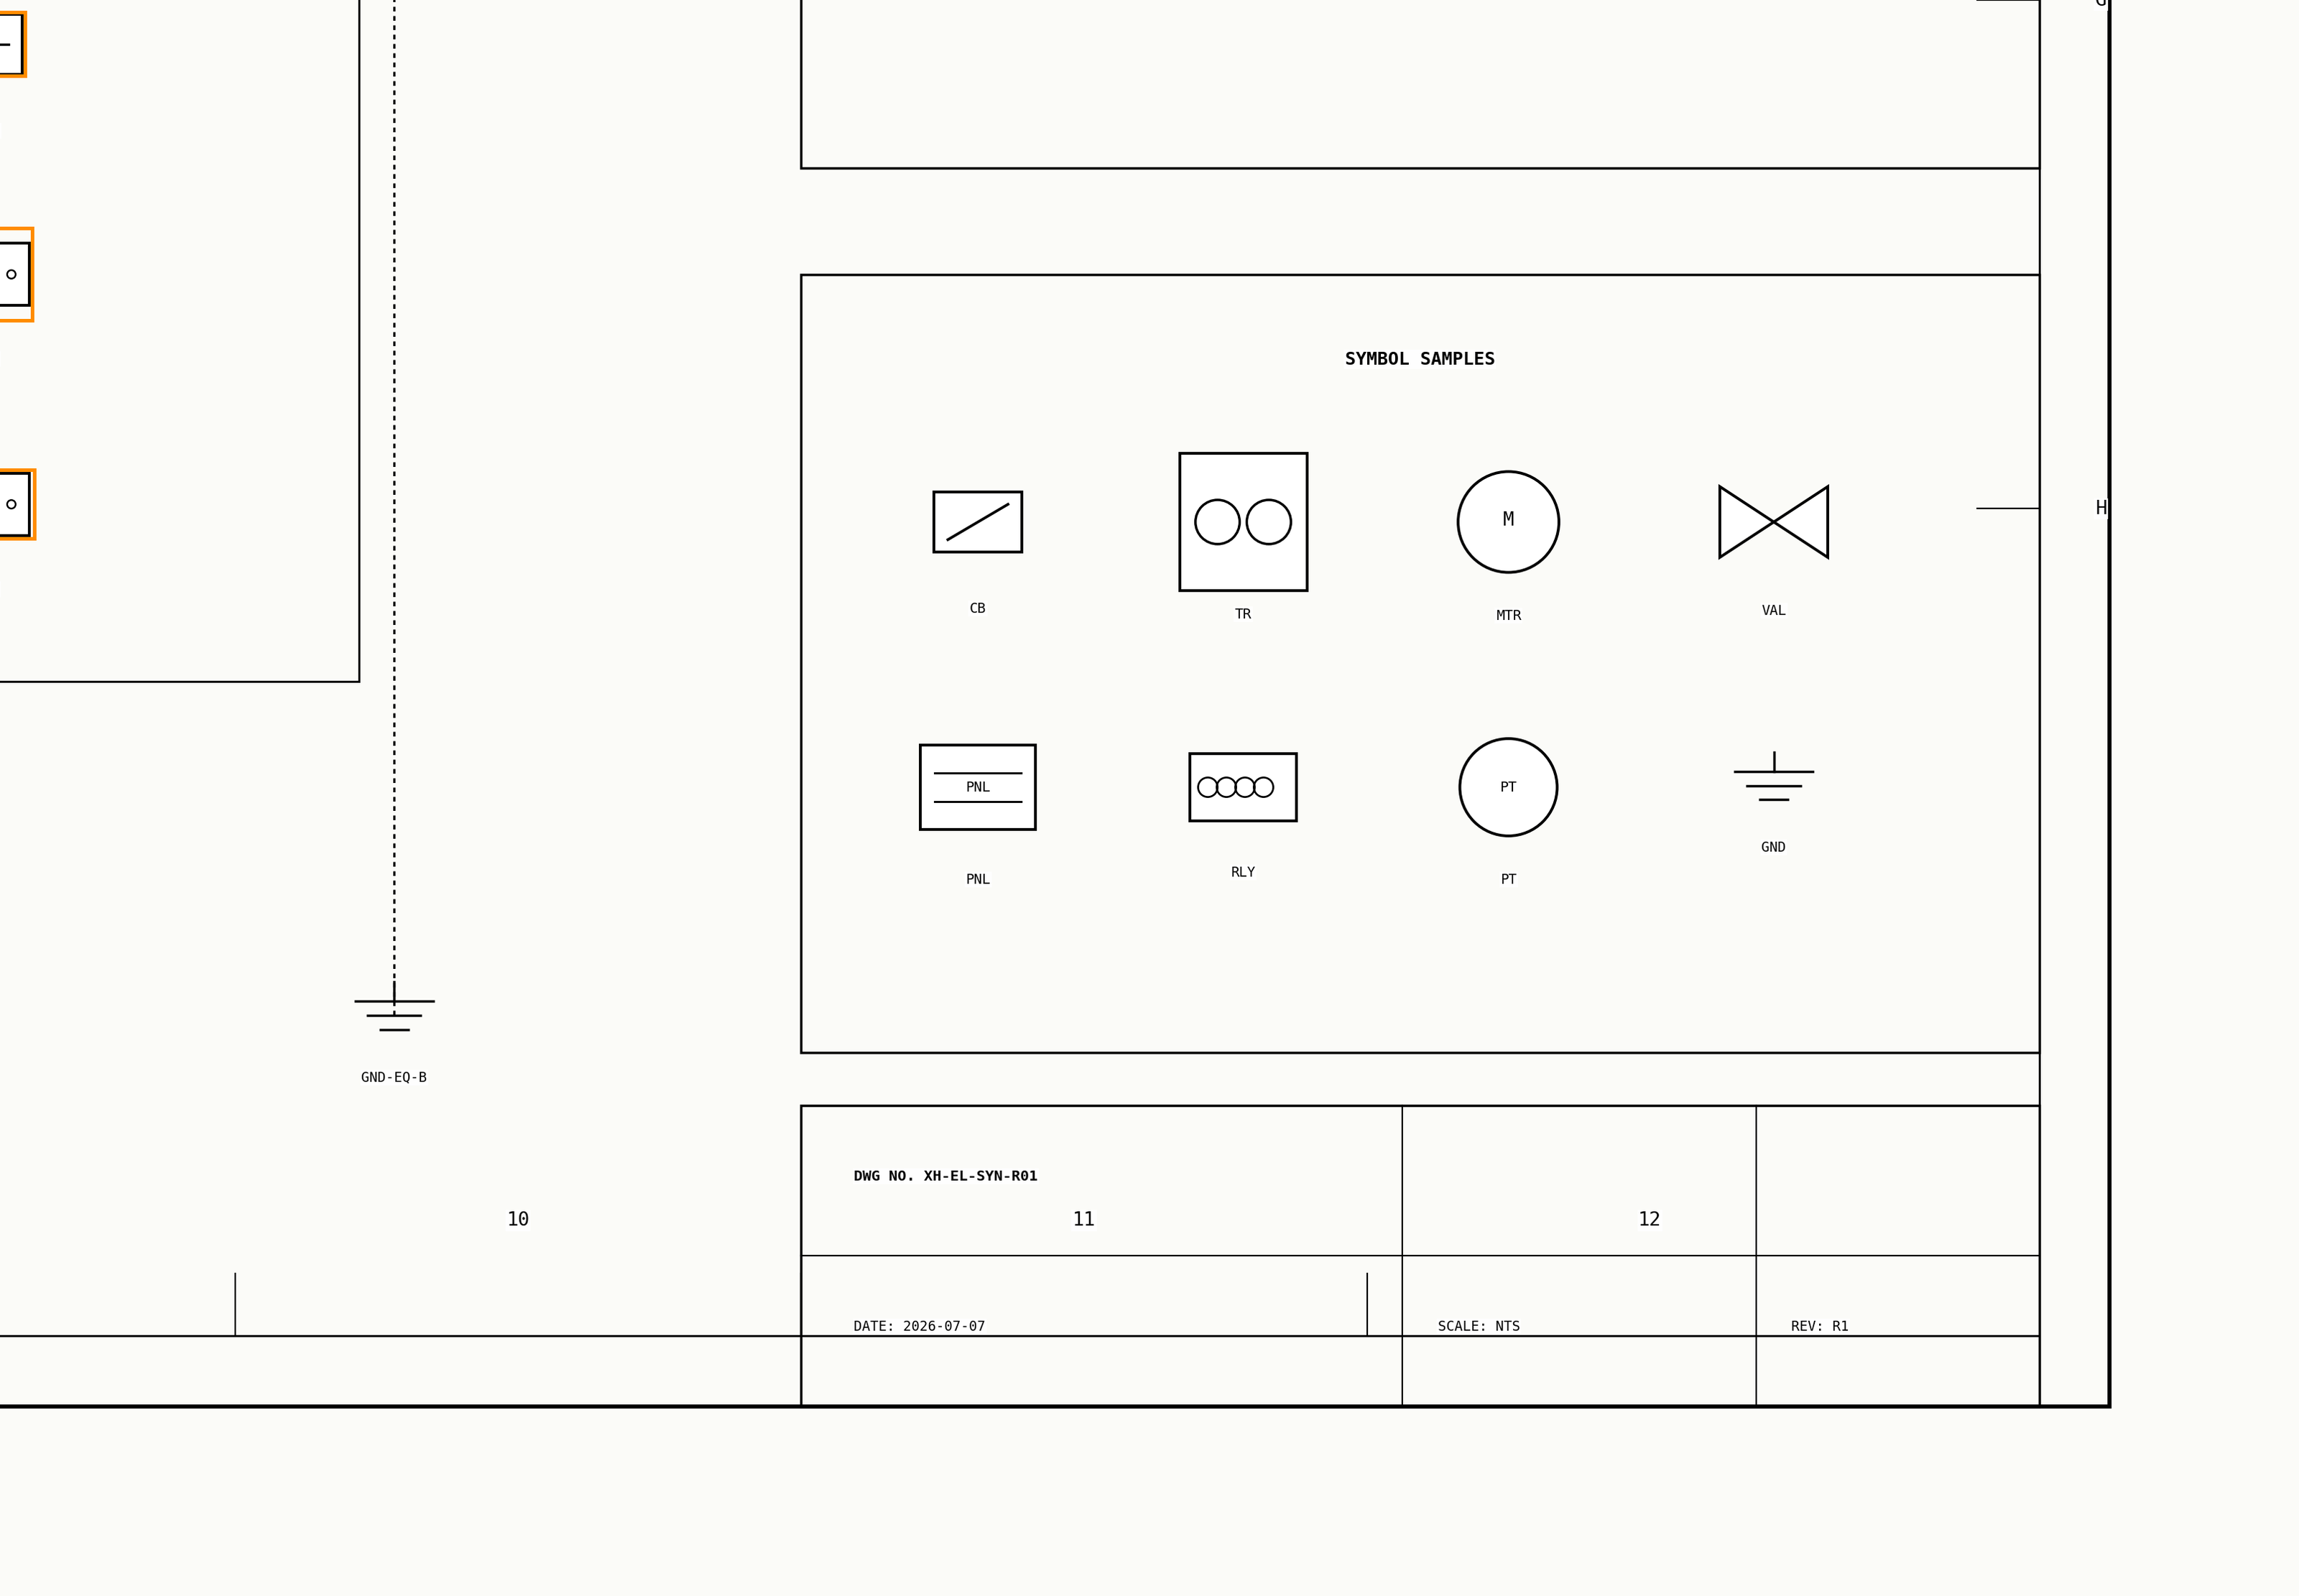 G
SYMBOL SAMPLES
M
H
CB
TR
MTR
VAL
PNL
PT
PNL
RLY
PT
GND
GND-EQ-B
DWG NO. XH-EL-SYN-R01
10
11
12
DATE: 2026-07-07
SCALE: NTS
REV: R1